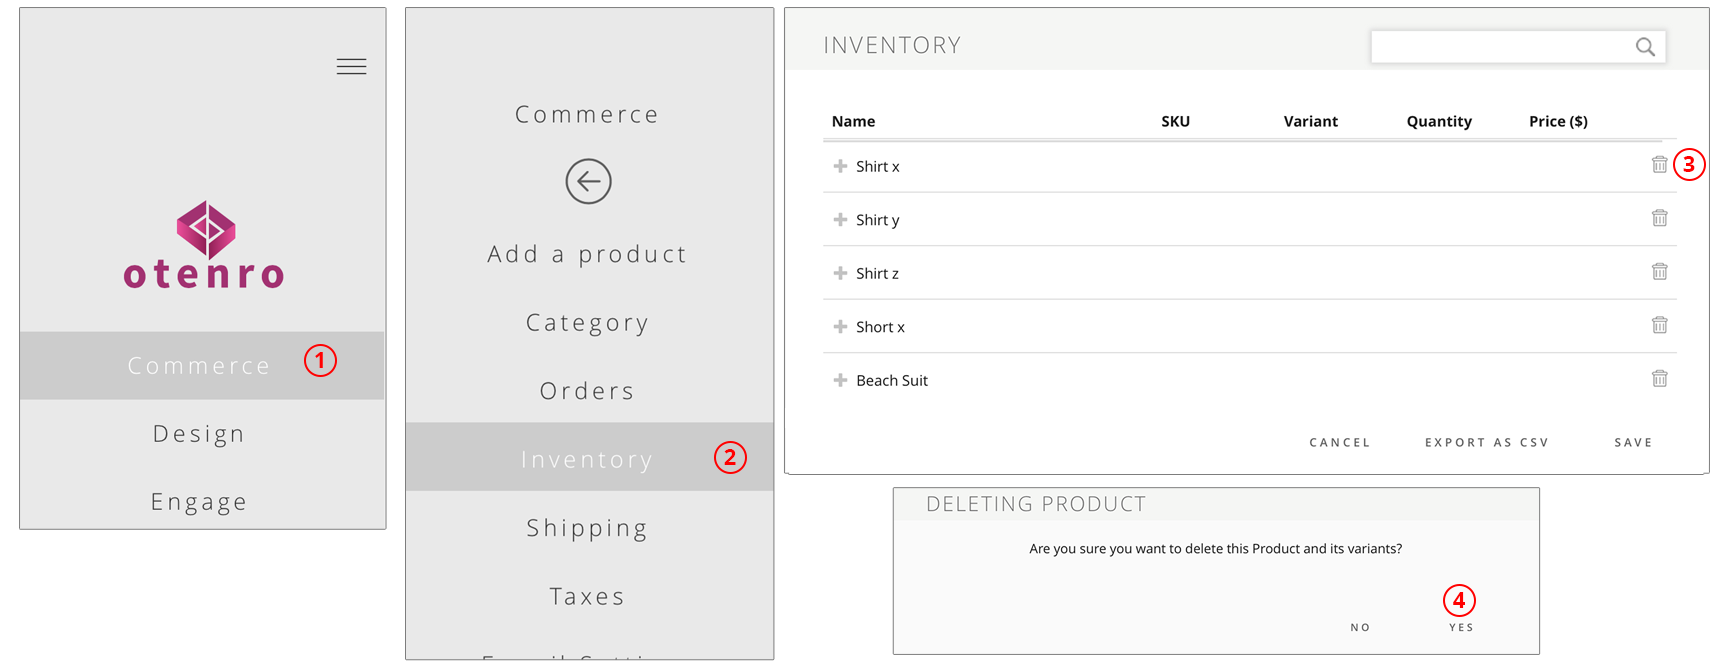 otenro
Commerce 1
Design
Engage
Commerce
Add a product
Category
Orders
Inventory 2
Shipping
Taxes
INVENTORY
Name SKU Variant Quantity Price ($)
Shirt x 3
Shirt y
Shirt z
Short x
Beach Suit
CANCEL EXPORT AS CSV SAVE
DELETING PRODUCT
Are you sure you want to delete this Product and its variants?
4
NO YES